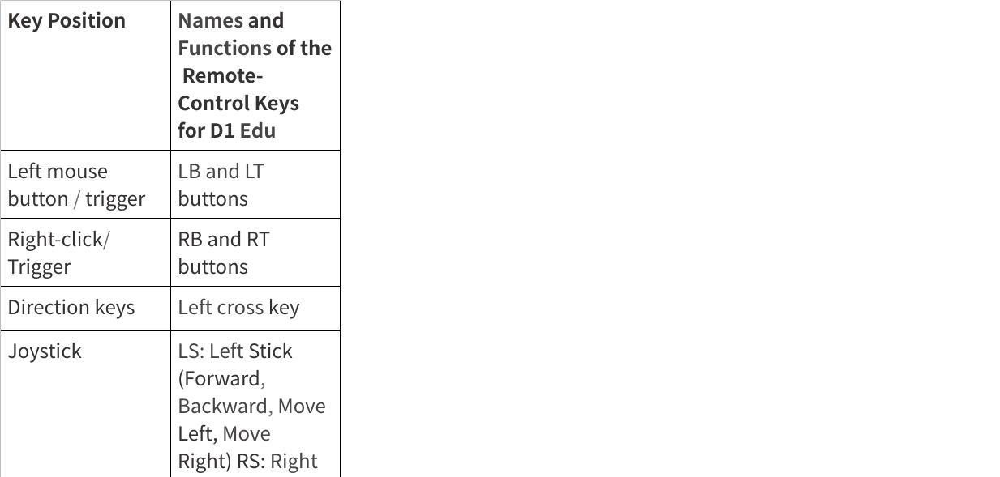 Key Position
Names and
Functions of the
Remote-
Control Keys
for D1 Edu
Left mouse
button / trigger
LB and LT
buttons
Right-click/
Trigger
RB and RT
buttons
Direction keys
Left cross key
Joystick
LS: Left Stick
(Forward,
Backward, Move
Left, Move
Right) RS: Right